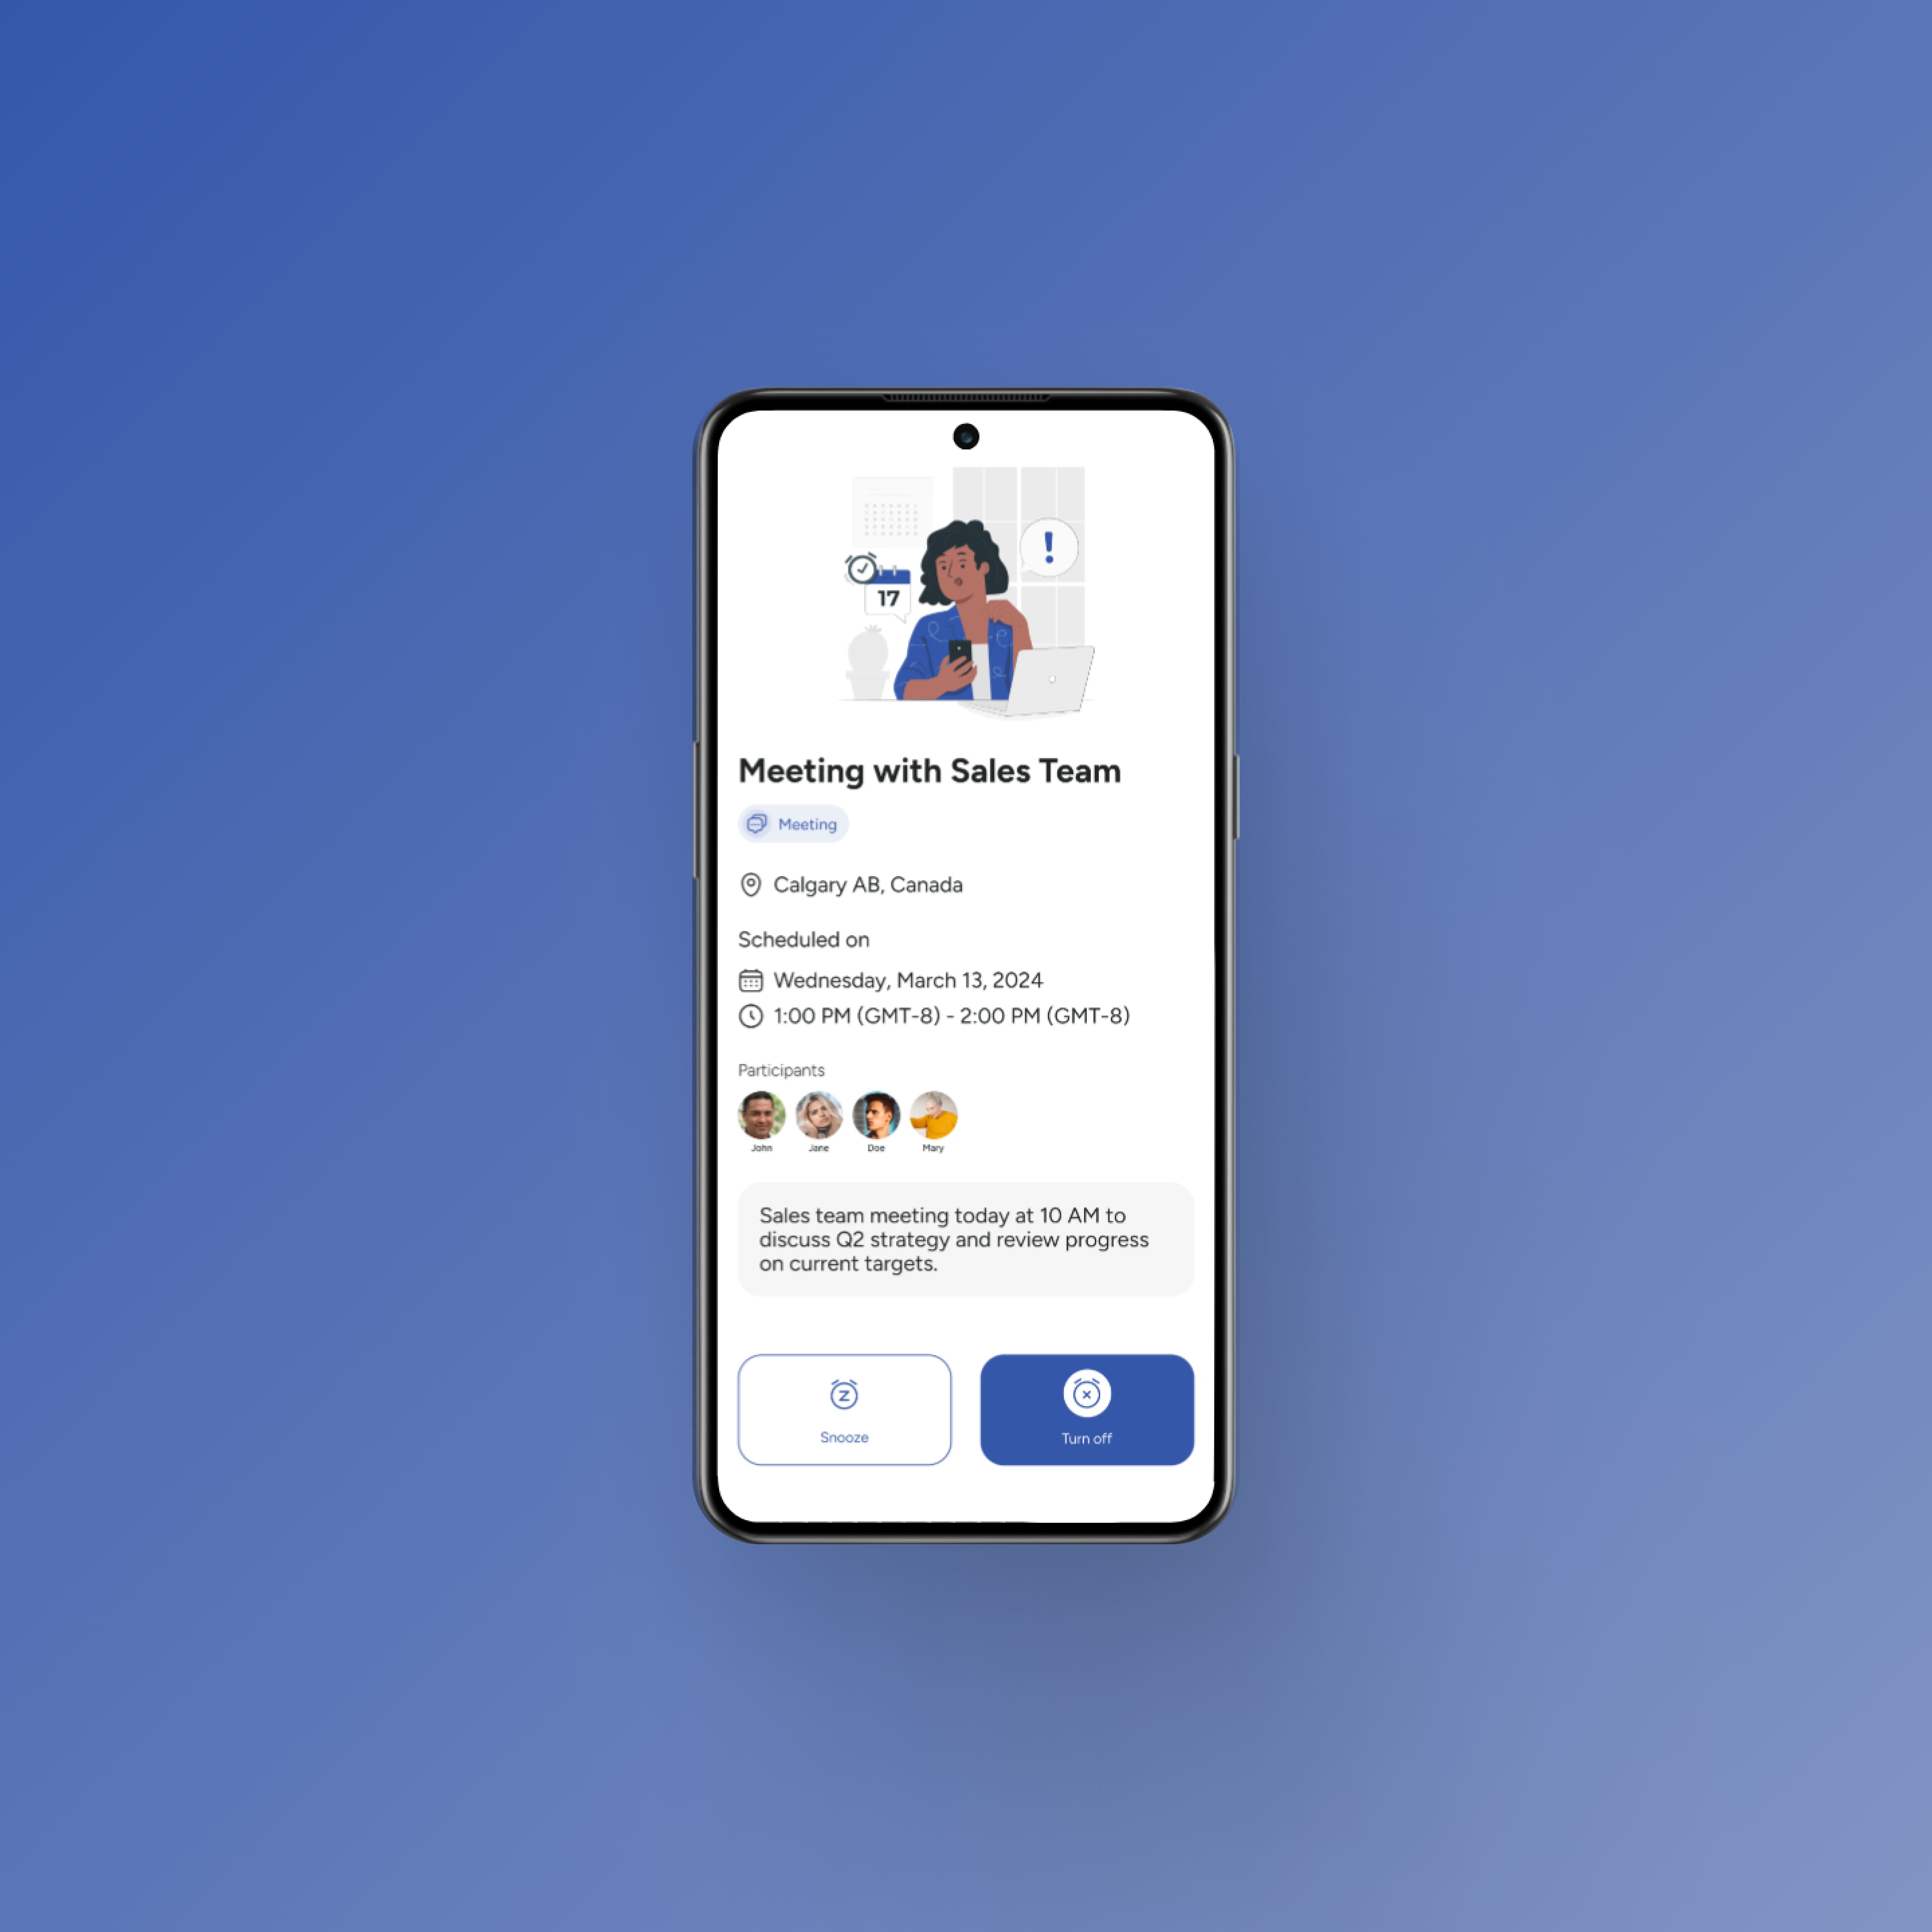 17
!
Meeting with Sales Team
Meeting
Calgary AB, Canada
Scheduled on
Wednesday, March 13, 2024
1:00 PM (GMT-8) - 2:00 PM (GMT-8)
Participants
John Jane Doe Mary
Sales team meeting today at 10 AM to
discuss Q2 strategy and review progress
on current targets.
Z
Snooze
Turn off